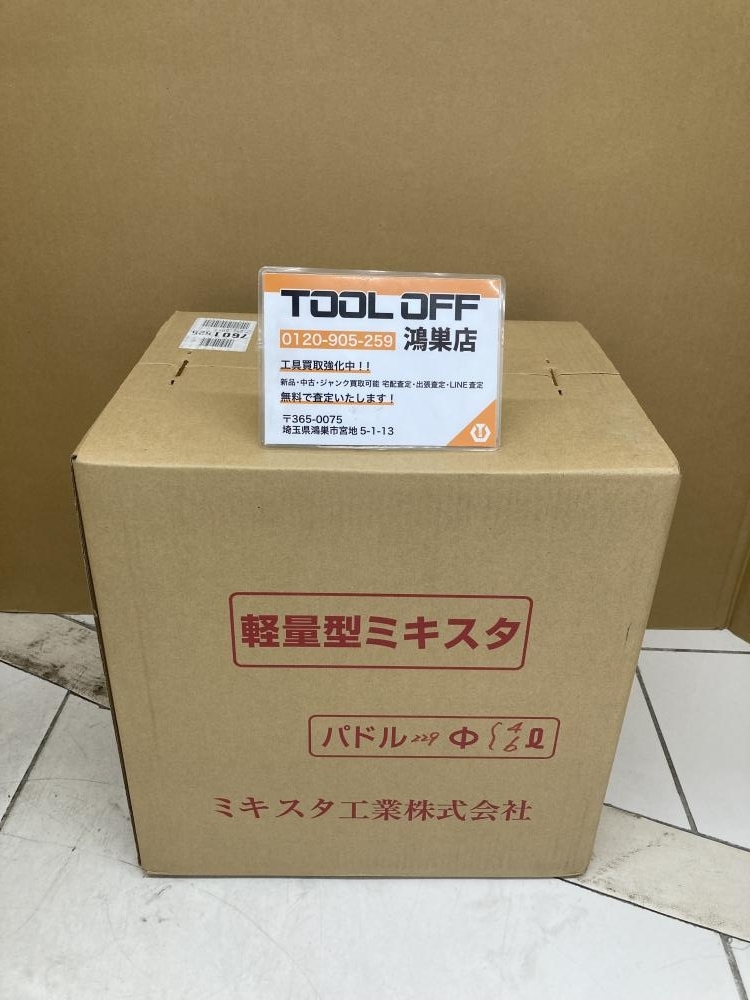 TOOL OFF
0120-905-259 鴻巣店
工具買取強化中!!
新品・中古・ジャンク買取可能 宅配査定・出張査定・LINE査定
無料で査定いたします!
〒365-0075
埼玉県鴻巣市宮地 5-1-13
軽量型ミキスタ
パドル 229 Φ { 4 6 ℓ
ミキスタ工業株式会社